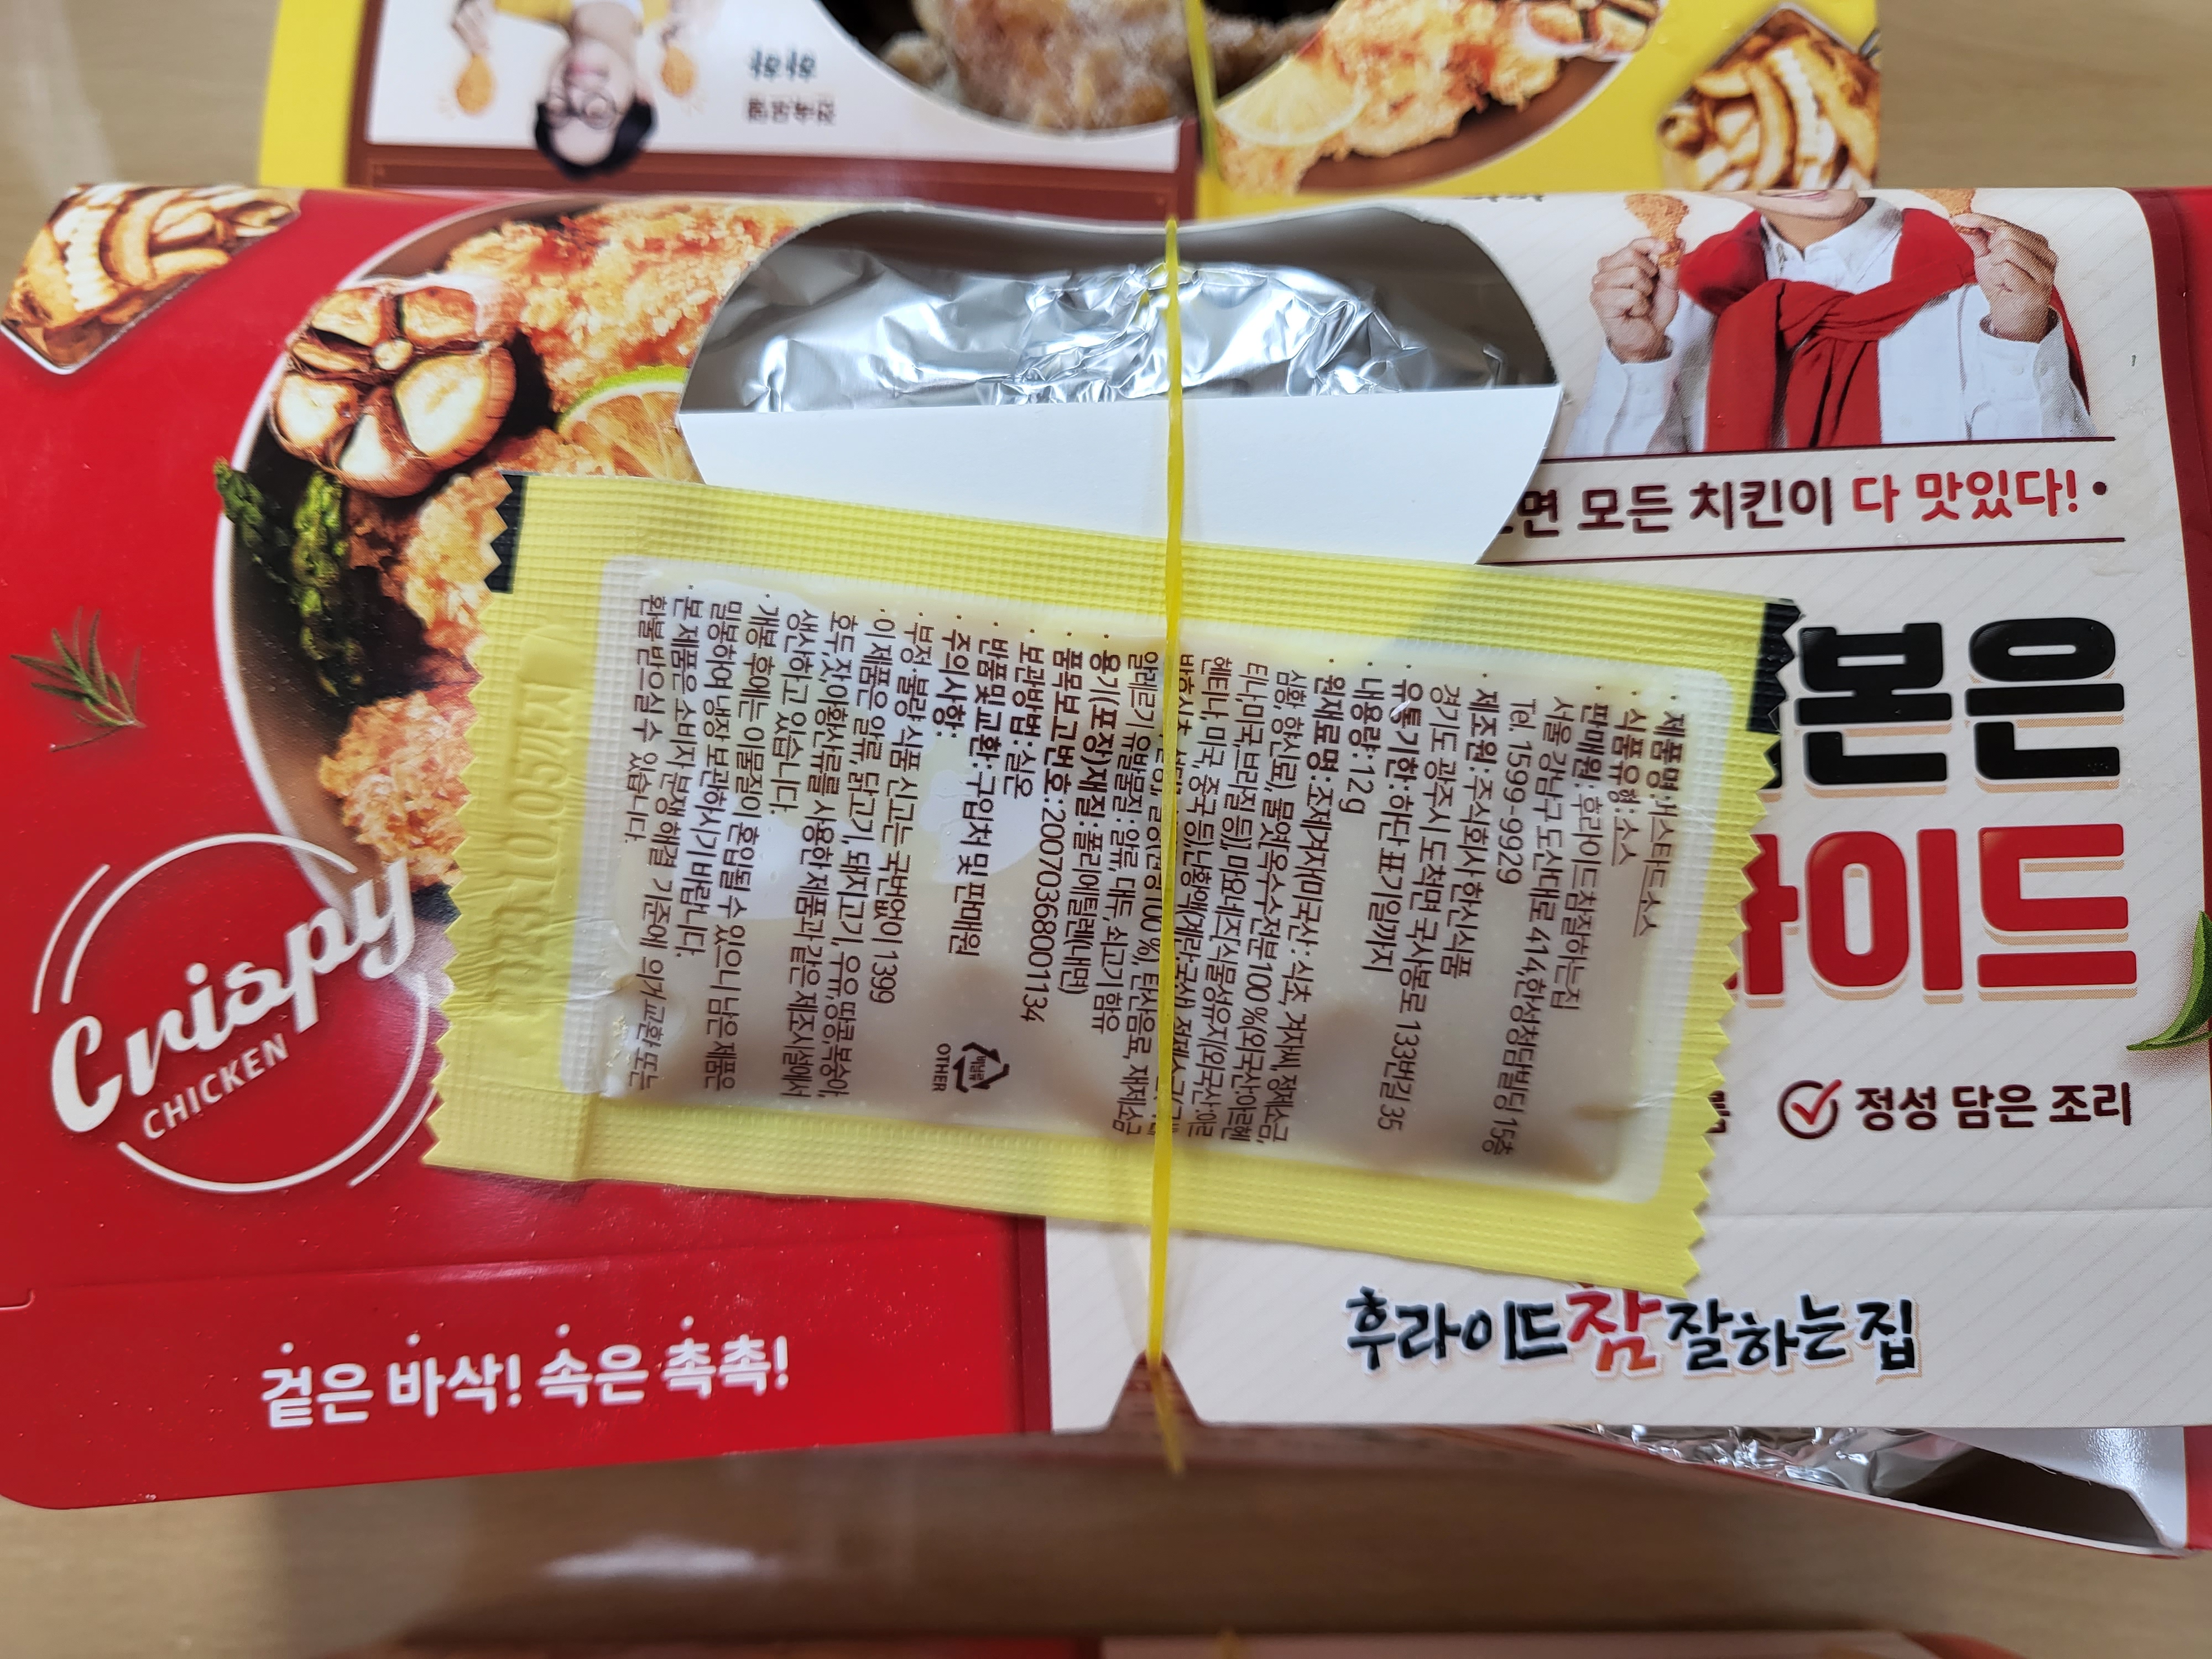 면 모든 치킨이 다 맛있다!
본은
라이드
정성 담은 조리
후라이드참잘하는집
Crispy
CHICKEN
겉은 바삭! 속은 촉촉!
· 제품명:머스타드소스
· 식품유형:소스
· 판매원:후라이드참잘하는집
서울 강남구 도산대로 414,한성청담빌딩 15층
Tel. 1599-9929
· 제조원:주식회사 한신식품
경기도 광주시 도척면 국사봉로 133번길 35
· 유통기한:하단 표기일까지
· 내용량:12g
· 원재료명:조제겨자(미국산: 식초, 겨자씨, 정제소금,
심황, 향신료), 물엿[옥수수전분 100 %(외국산:아르헨
티나,미국,브라질 등)], 마요네즈[식물성유지(외국산:아르
헨티나, 미국, 중국 등),난황액(계란:국산),
100 %),
알레르기 유발물질: 알류, 대두, 쇠고기 함유
· 용기(포장)재질:폴리에틸렌(내면)
· 품목보고번호:20070368001134
· 보관방법:실온
· 반품 및 교환:구입처 및 판매원
· 주의사항:
· 부정·불량 식품 신고는 국번없이 1399
· 이 제품은 알류, 닭고기, 돼지고기, 우유, 땅콩, 복숭아,
호두, 잣, 아황산류를 사용한 제품과 같은 제조시설에서
생산하고 있습니다.
· 개봉 후에는 이물질이 혼입될 수 있으니 남은 제품은
밀봉하여 냉장 보관하시기 바랍니다.
· 본 제품은 소비자 분쟁 해결 기준에 의거 교환 또는
환불 받으실 수 있습니다.
OTHER